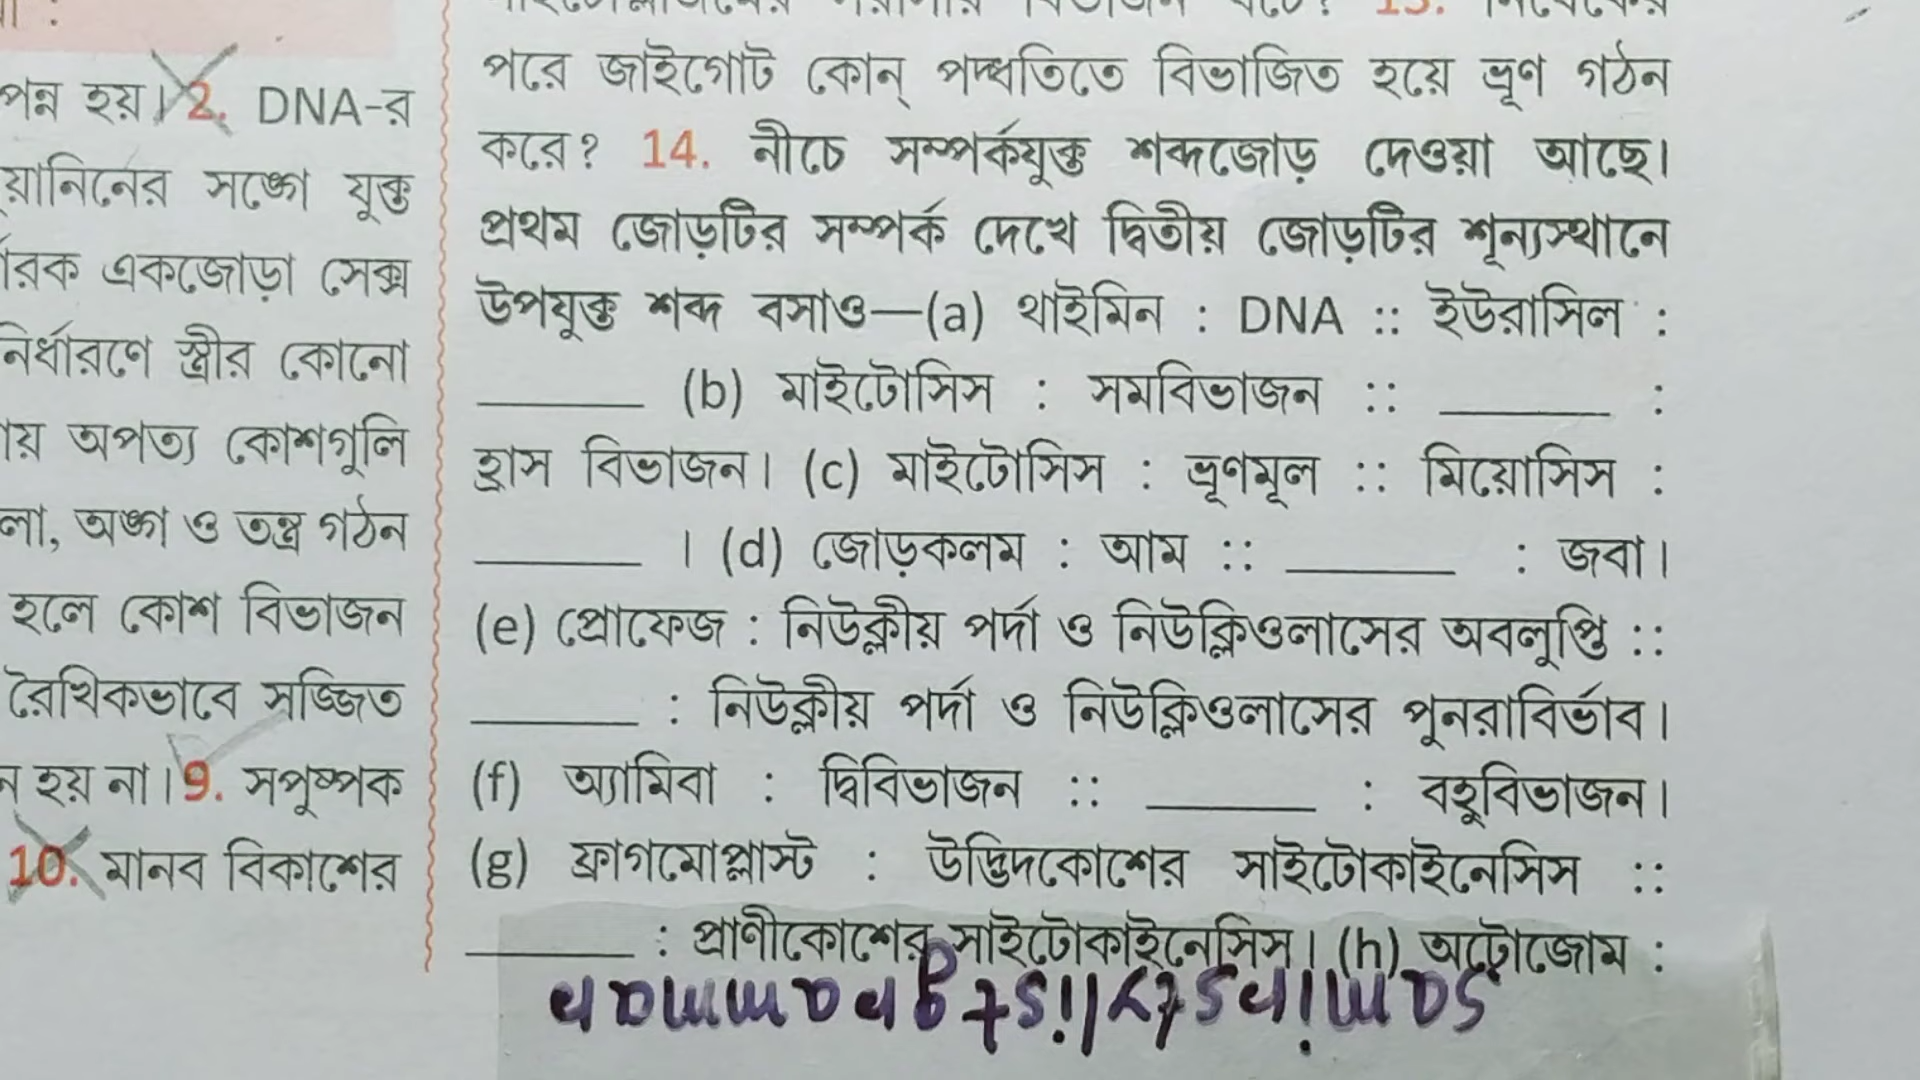 পন্ন হয়। 2. DNA-র
য়ানিনের সঙ্গে যুক্ত
একজোড়া সেক্স
নির্ধারণে স্ত্রীর কোনো
অপত্য কোশগুলি
অঙ্গ ও তন্ত্র গঠন
হলে কোশ বিভাজন
রৈখিকভাবে সজ্জিত
হয় না। 9. সপুষ্পক
10. মানব বিকাশের
পরে জাইগোট কোন্ পদ্ধতিতে বিভাজিত হয়ে ভ্রূণ গঠন
করে? 14. নীচে সম্পর্কযুক্ত শব্দজোড় দেওয়া আছে।
প্রথম জোড়টির সম্পর্ক দেখে দ্বিতীয় জোড়টির শূন্যস্থানে
উপযুক্ত শব্দ বসাও—(a) থাইমিন : DNA :: ইউরাসিল :
______ (b) মাইটোসিস : সমবিভাজন :: ______ :
হ্রাস বিভাজন। (c) মাইটোসিস : ভ্রূণমূল :: মিয়োসিস :
______ । (d) জোড়কলম : আম :: ______ : জবা।
(e) প্রোফেজ : নিউক্লীয় পর্দা ও নিউক্লিওলাসের অবলুপ্তি ::
______ : নিউক্লীয় পর্দা ও নিউক্লিওলাসের পুনরাবির্ভাব।
(f) অ্যামিবা : দ্বিবিভাজন :: ______ : বহুবিভাজন।
(g) ফ্রাগমোপ্লাস্ট : উদ্ভিদকোশের সাইটোকাইনেসিস ::
______ : প্রাণীকোশের সাইটোকাইনেসিস। (h) অটোজোম :